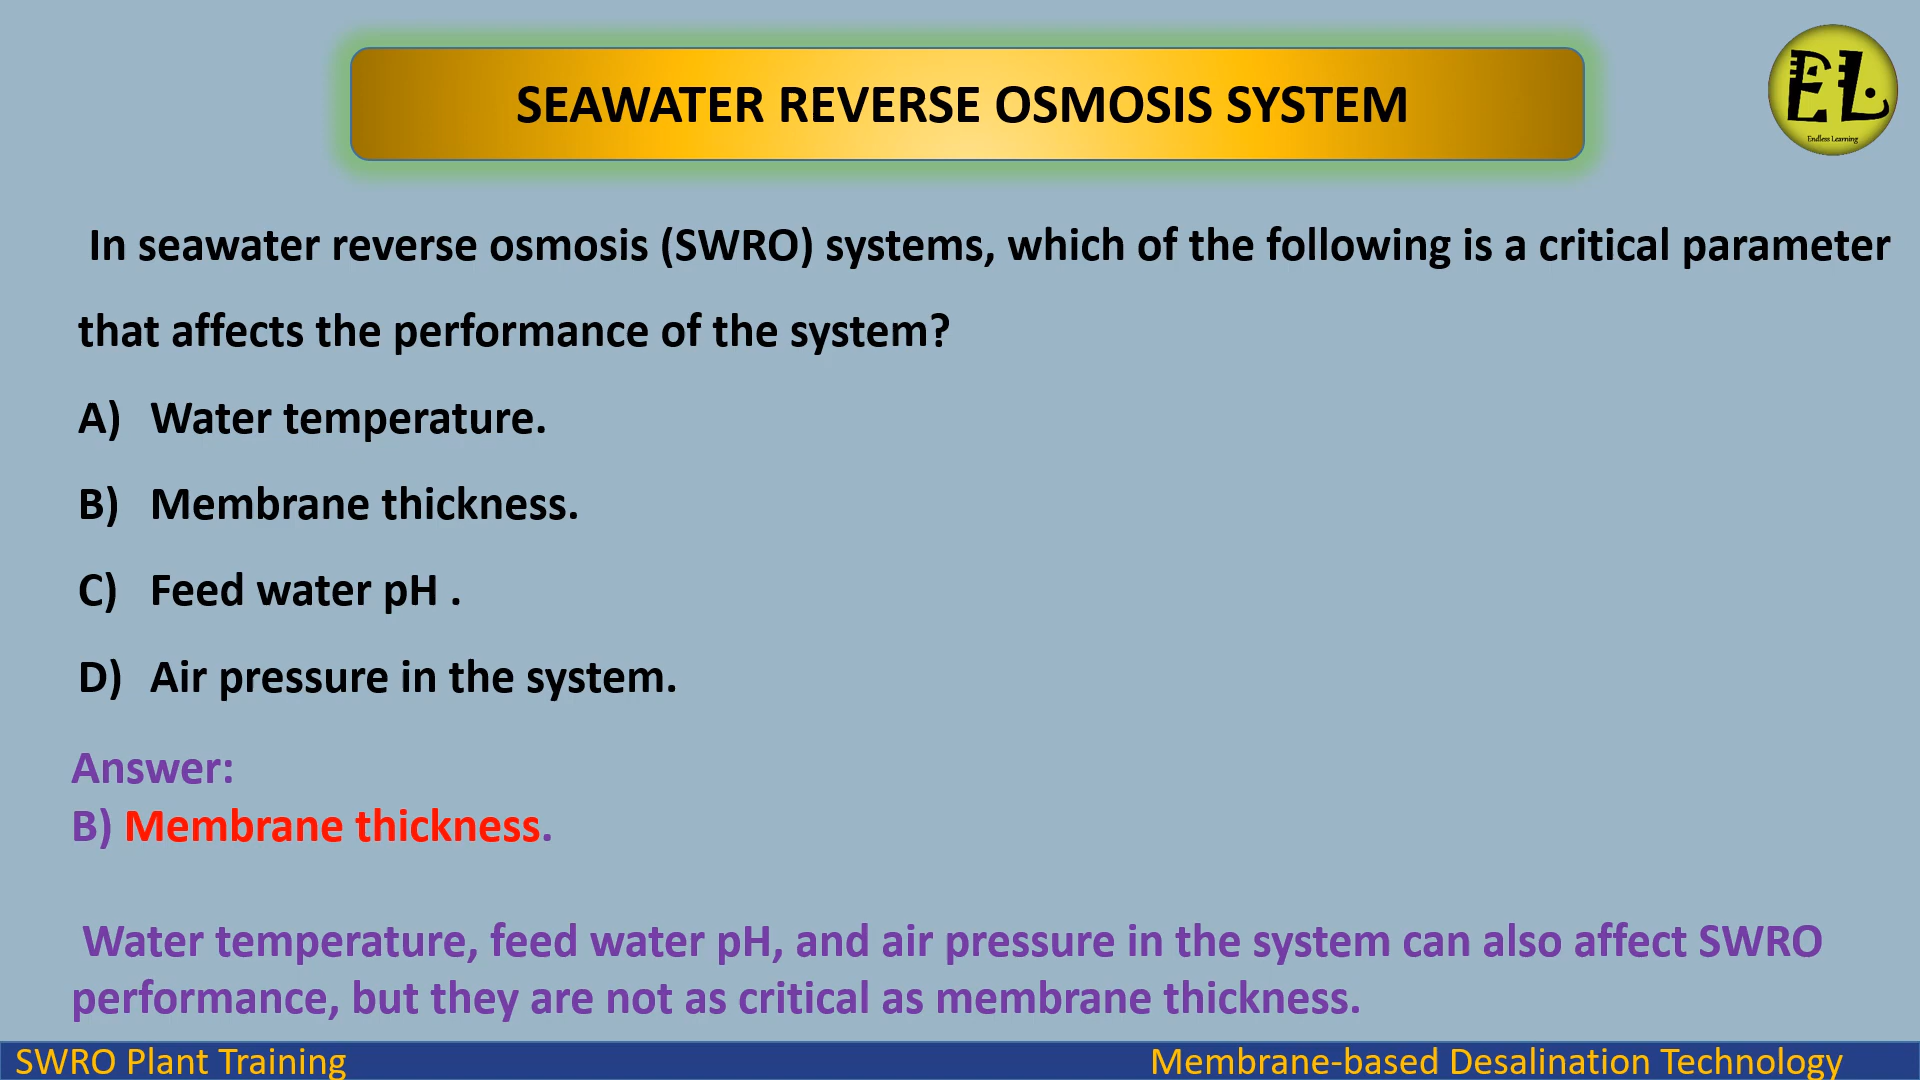 SEAWATER REVERSE OSMOSIS SYSTEM
EL
Endless Learning
In seawater reverse osmosis (SWRO) systems, which of the following is a critical parameter
that affects the performance of the system?
A) Water temperature.
B) Membrane thickness.
C) Feed water pH .
D) Air pressure in the system.
Answer:
B) Membrane thickness.
Water temperature, feed water pH, and air pressure in the system can also affect SWRO
performance, but they are not as critical as membrane thickness.
SWRO Plant Training
Membrane-based Desalination Technology